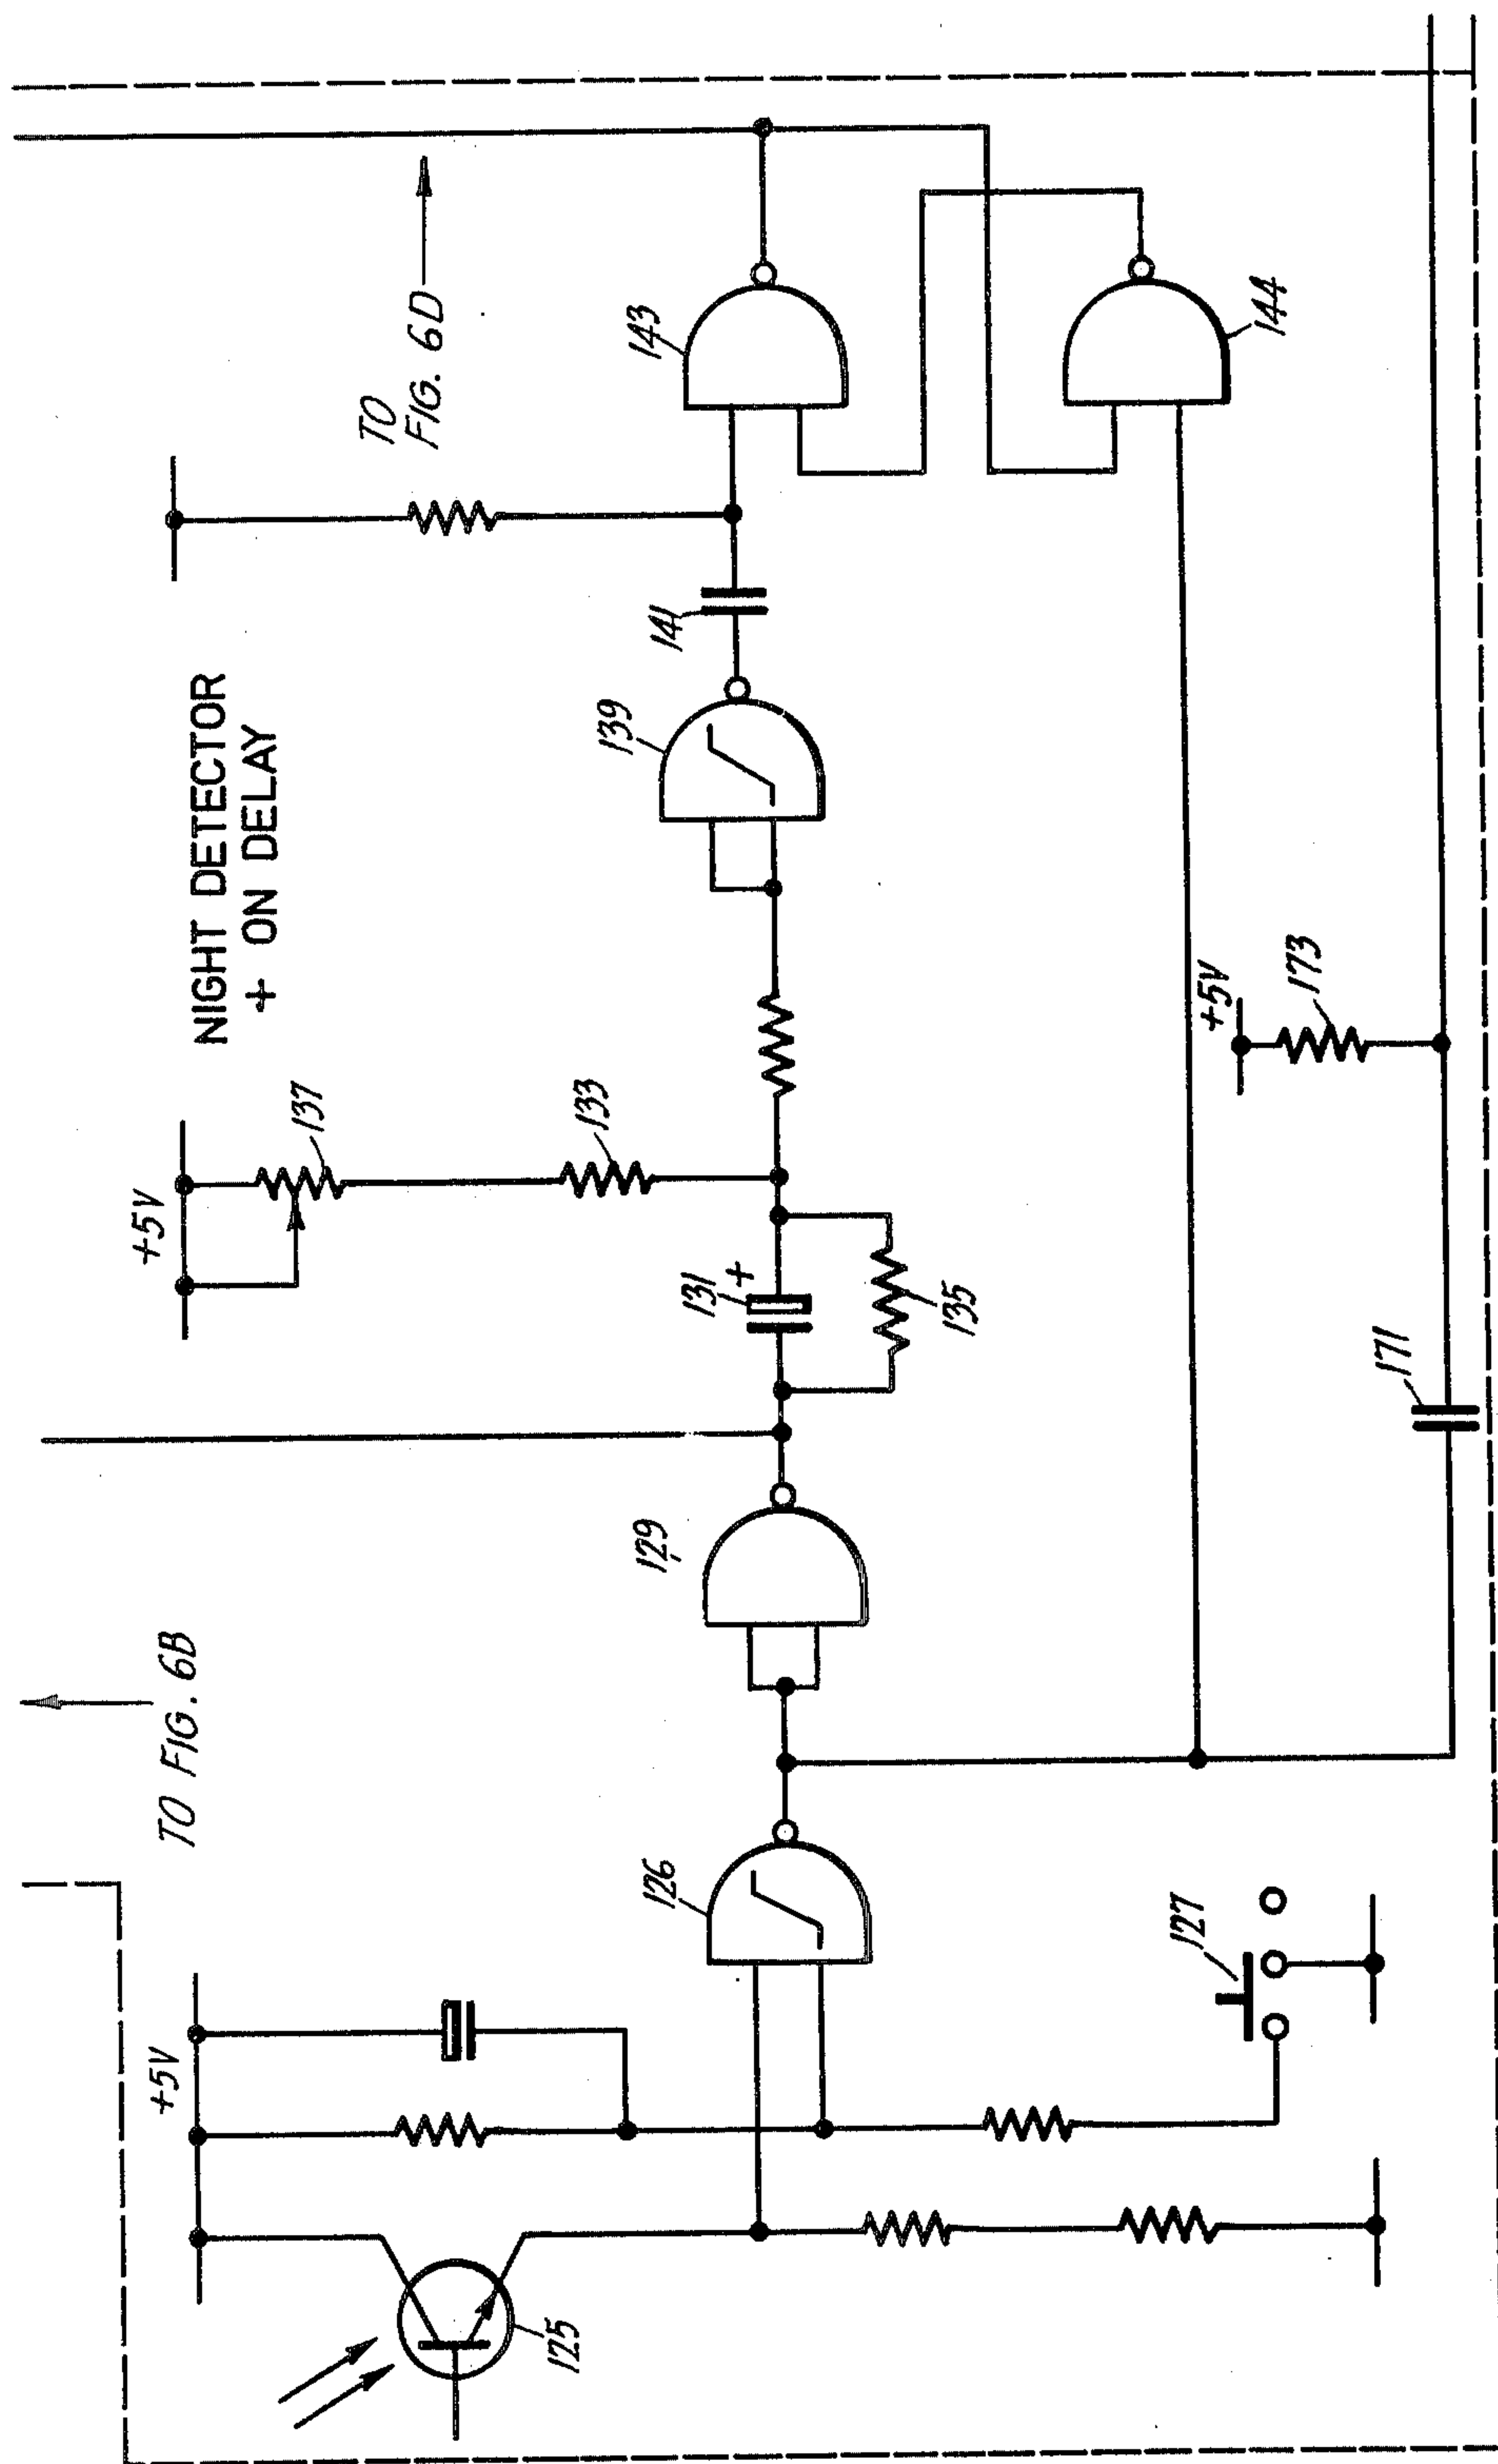 NIGHT DETECTOR
+ ON DELAY
TO FIG. 6B
TO
FIG. 6D
+5V
+5V
+5V
125
126
127
129
131
+
133
135
137
139
141
143
144
171
173